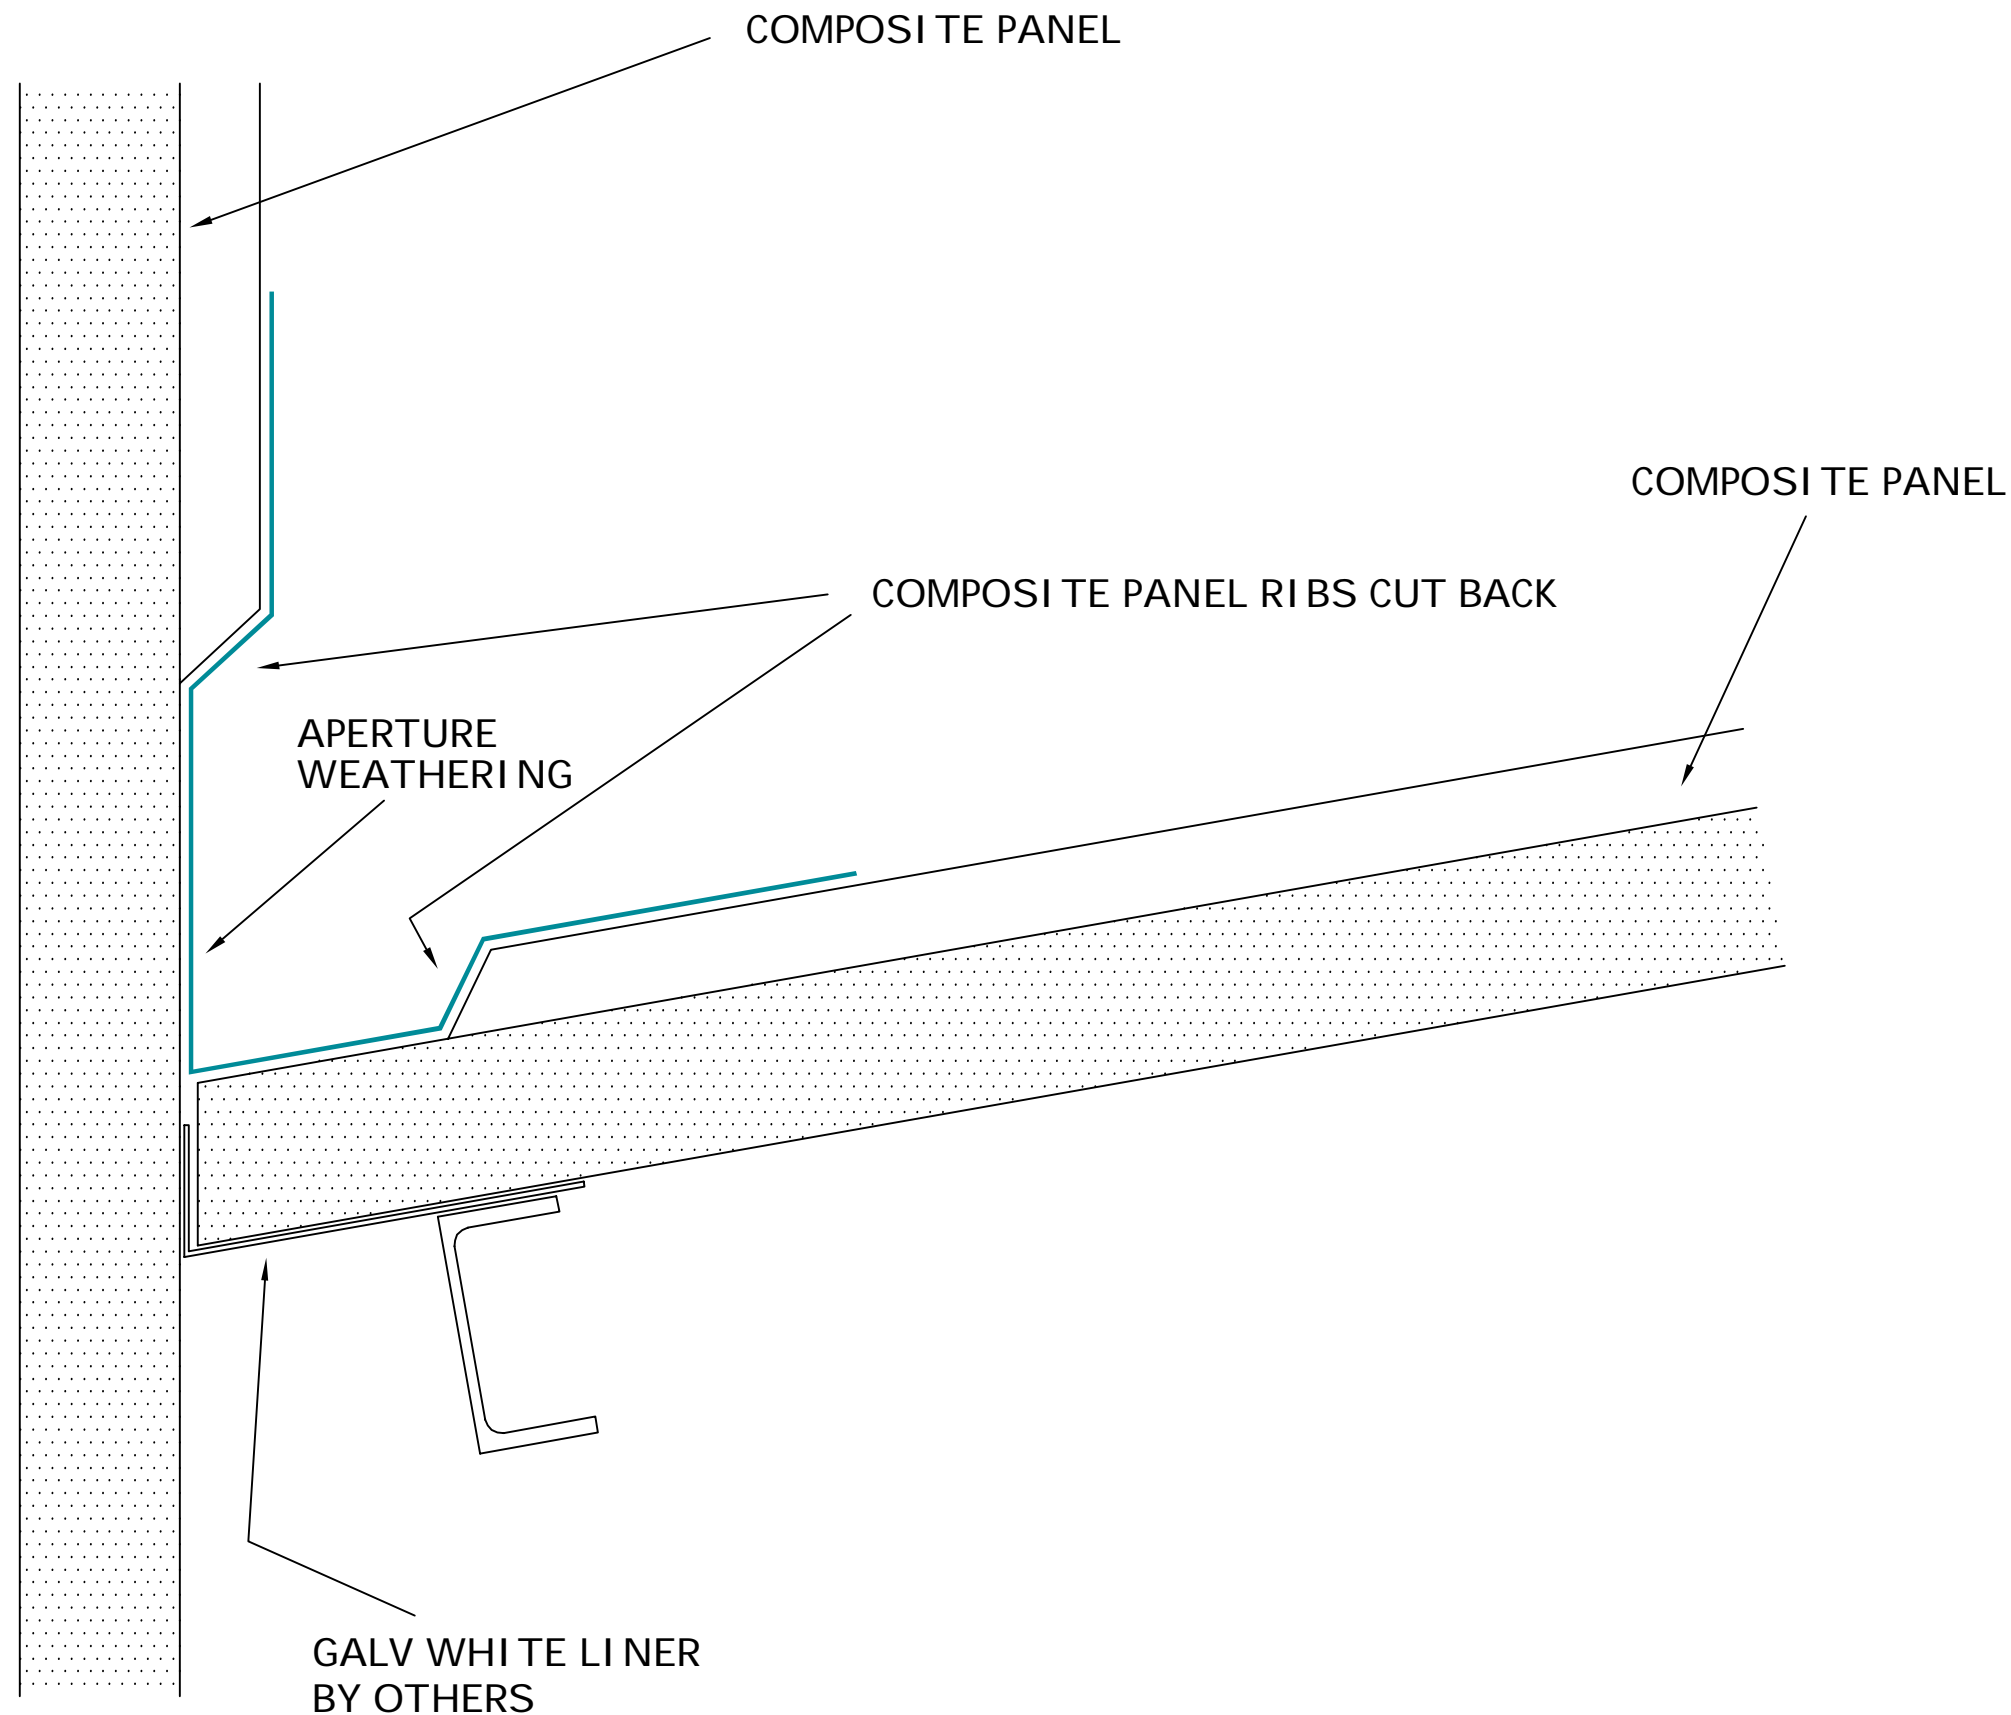 COMPOSITE PANEL
COMPOSITE PANEL
COMPOSITE PANEL RIBS CUT BACK
APERTURE
WEATHERING
GALV WHITE LINER
BY OTHERS